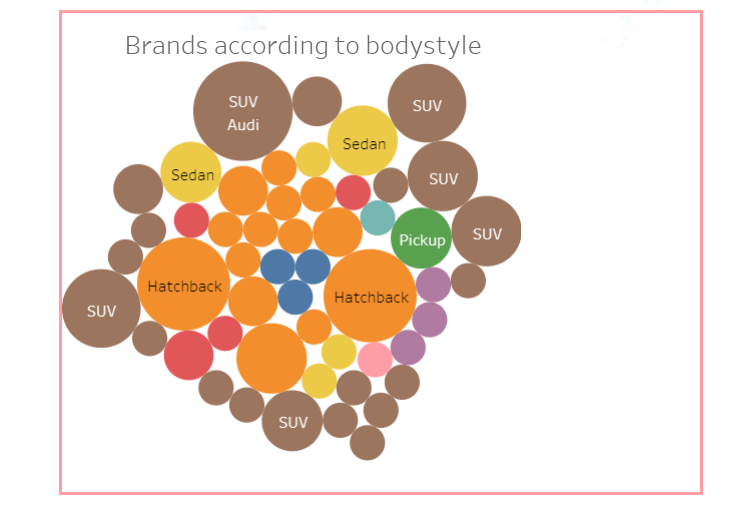 Brands according to bodystyle
SUV
Audi
SUV
Sedan
Sedan
SUV
SUV
Pickup
Hatchback
Hatchback
SUV
SUV